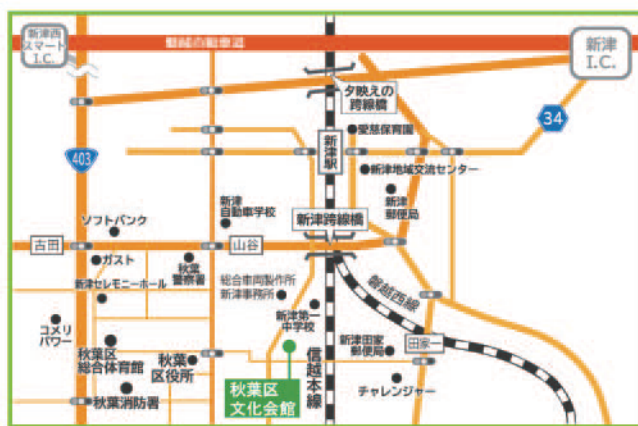 新津西
スマート
I.C.
磐越自動車道
新津
I.C.
夕映えの
跨線橋
愛慈保育園
34
新津駅
403
新津地域交流センター
新津
自動車学校
新津
郵便局
新津跨線橋
ソフトバンク
古田
山谷
ガスト
秋葉
警察署
磐越西線
新津セレモニーホール
総合車両製作所
新津事務所
コメリ
パワー
新津第一
中学校
秋葉区
総合体育館
秋葉
区役所
新津田家
郵便局
田家一
信越本線
秋葉区
文化会館
チャレンジャー
秋葉消防署